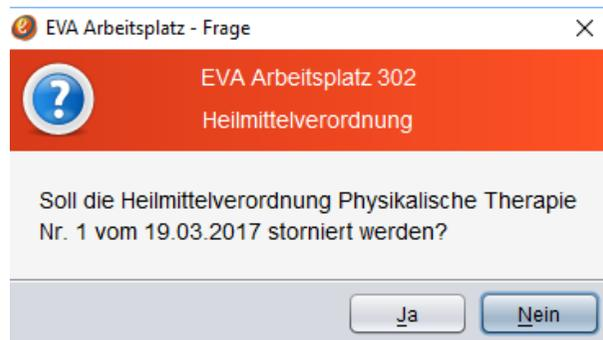 EVA Arbeitsplatz - Frage
EVA Arbeitsplatz 302
Heilmittelverordnung
Soll die Heilmittelverordnung Physikalische Therapie
Nr. 1 vom 19.03.2017 storniert werden?
Ja
Nein